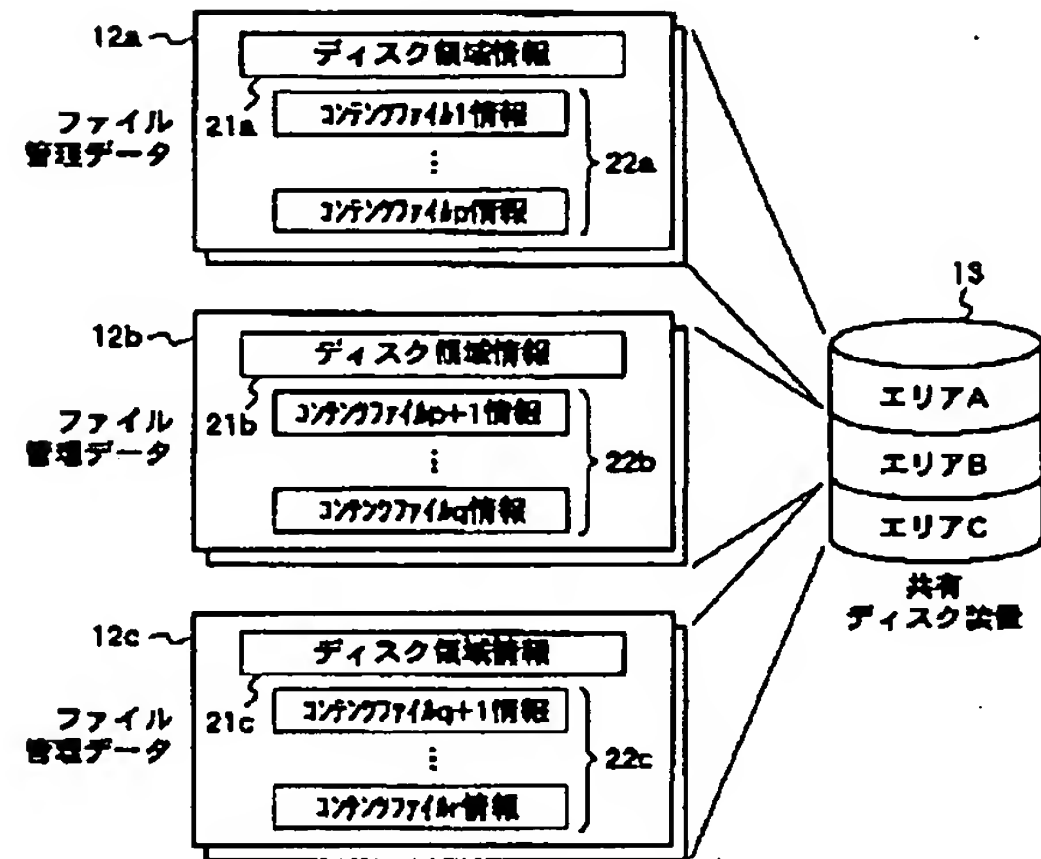 12a
ディスク領域情報
21a
コンテンツファイル1情報
ファイル
管理データ
⋮
22a
コンテンツファイルp情報
13
12b
ディスク領域情報
21b
コンテンツファイルp+1情報
ファイル
管理データ
⋮
22b
コンテンツファイルq情報
エリアA
エリアB
エリアC
共有
ディスク装置
12c
ディスク領域情報
21c
コンテンツファイルq+1情報
ファイル
管理データ
⋮
22c
コンテンツファイルr情報